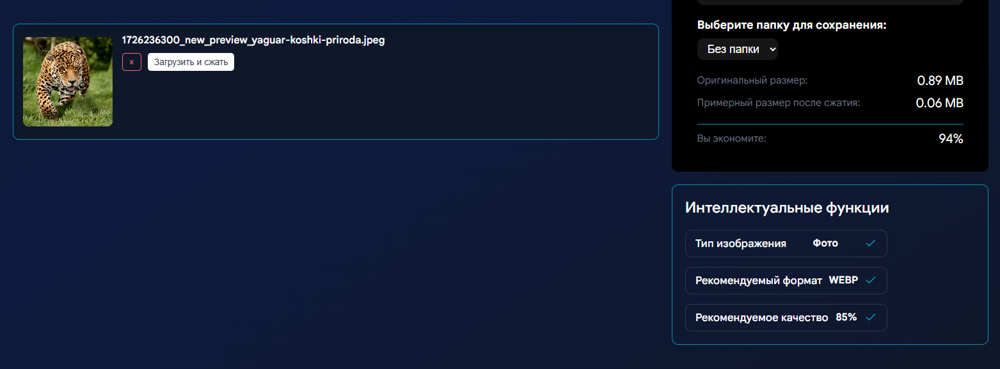 1726236300_new_preview_yaguar-koshki-priroda.jpeg
x Загрузить и сжать
Выберите папку для сохранения:
Без папки
Оригинальный размер: 0.89 MB
Примерный размер после сжатия: 0.06 MB
Вы экономите: 94%
Интеллектуальные функции
Тип изображения Фото
Рекомендуемый формат WEBP
Рекомендуемое качество 85%